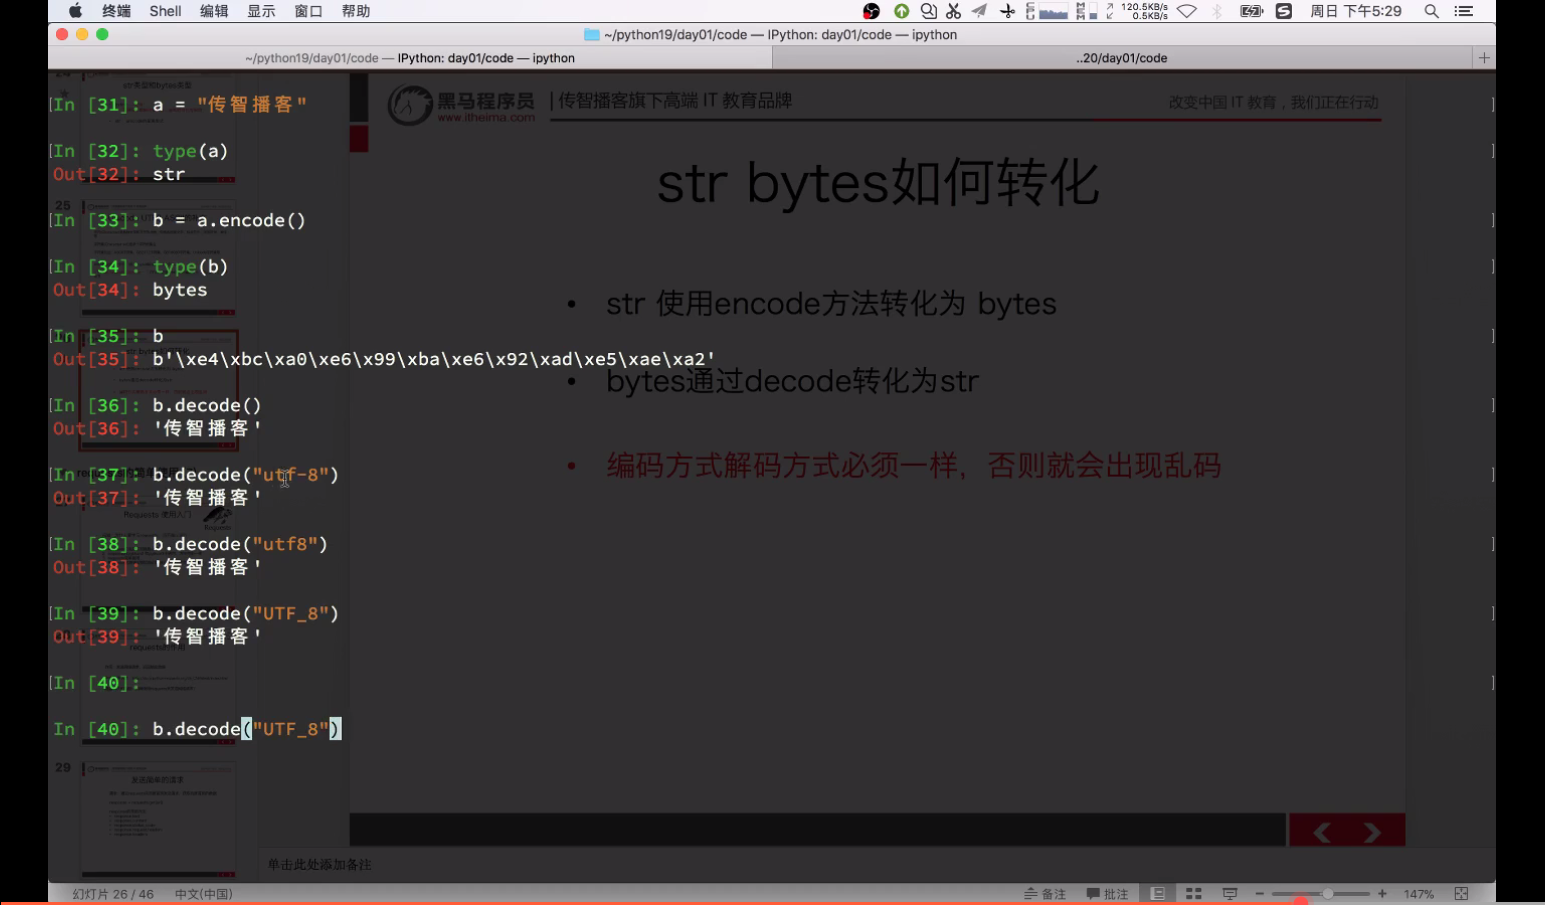 终端 Shell 编辑 显示 窗口 帮助
120.5KB/s
0.5KB/s
周日 下午5:29
~/python19/day01/code — IPython: day01/code — ipython
~/python19/day01/code — IPython: day01/code — ipython
..20/day01/code
In [31]: a = "传智播客"
In [32]: type(a)
Out[32]: str
In [33]: b = a.encode()
In [34]: type(b)
Out[34]: bytes
In [35]: b
Out[35]: b'\xe4\xbc\xa0\xe6\x99\xba\xe6\x92\xad\xe5\xae\xa2'
In [36]: b.decode()
Out[36]: '传智播客'
In [37]: b.decode("utf-8")
Out[37]: '传智播客'
In [38]: b.decode("utf8")
Out[38]: '传智播客'
In [39]: b.decode("UTF_8")
Out[39]: '传智播客'
In [40]:
In [40]: b.decode("UTF_8")
黑马程序员
www.itheima.com
传智播客旗下高端 IT 教育品牌
改变中国 IT 教育，我们正在行动
str bytes如何转化
• str 使用encode方法转化为 bytes
• bytes通过decode转化为str
• 编码方式解码方式必须一样，否则就会出现乱码
25
29
单击此处添加备注
幻灯片 26 / 46 中文(中国)
备注 批注
147%